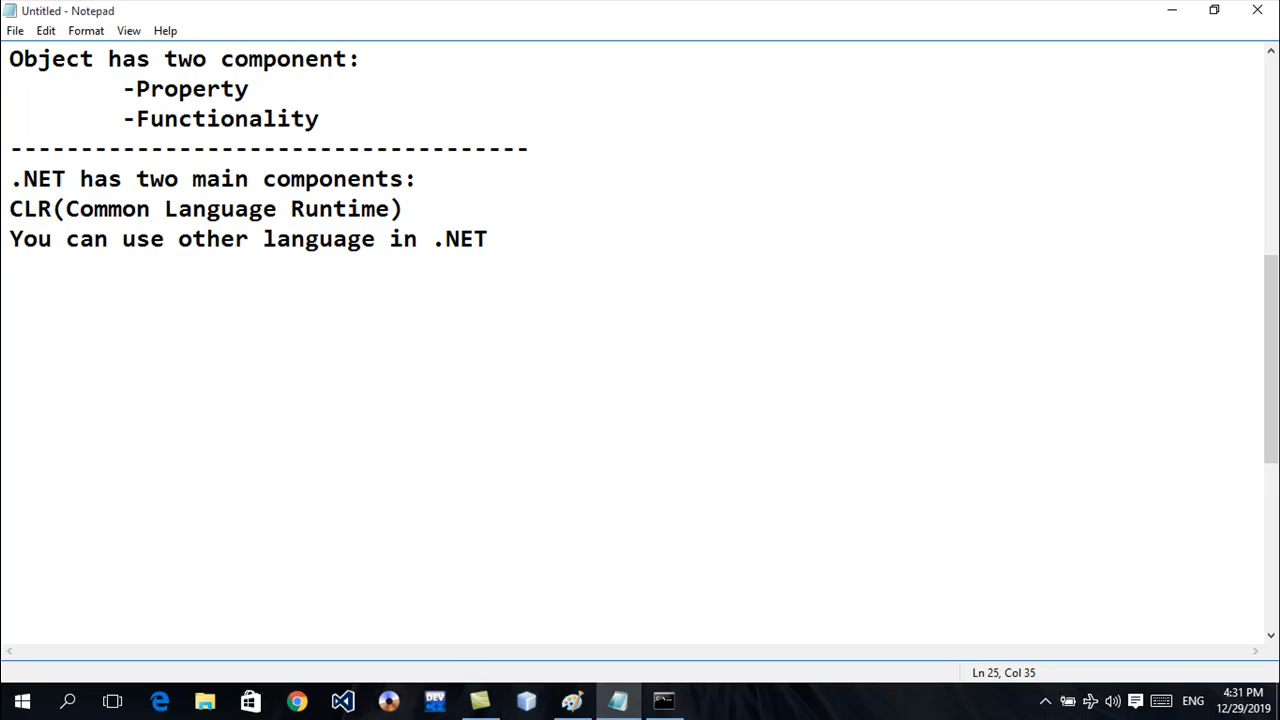 Untitled - Notepad
File Edit Format View Help
Object has two component:
-Property
-Functionality
-------------------------------------
.NET has two main components:
CLR(Common Language Runtime)
You can use other language in .NET
Ln 25, Col 35
DEV
ENG
4:31 PM
12/29/2019